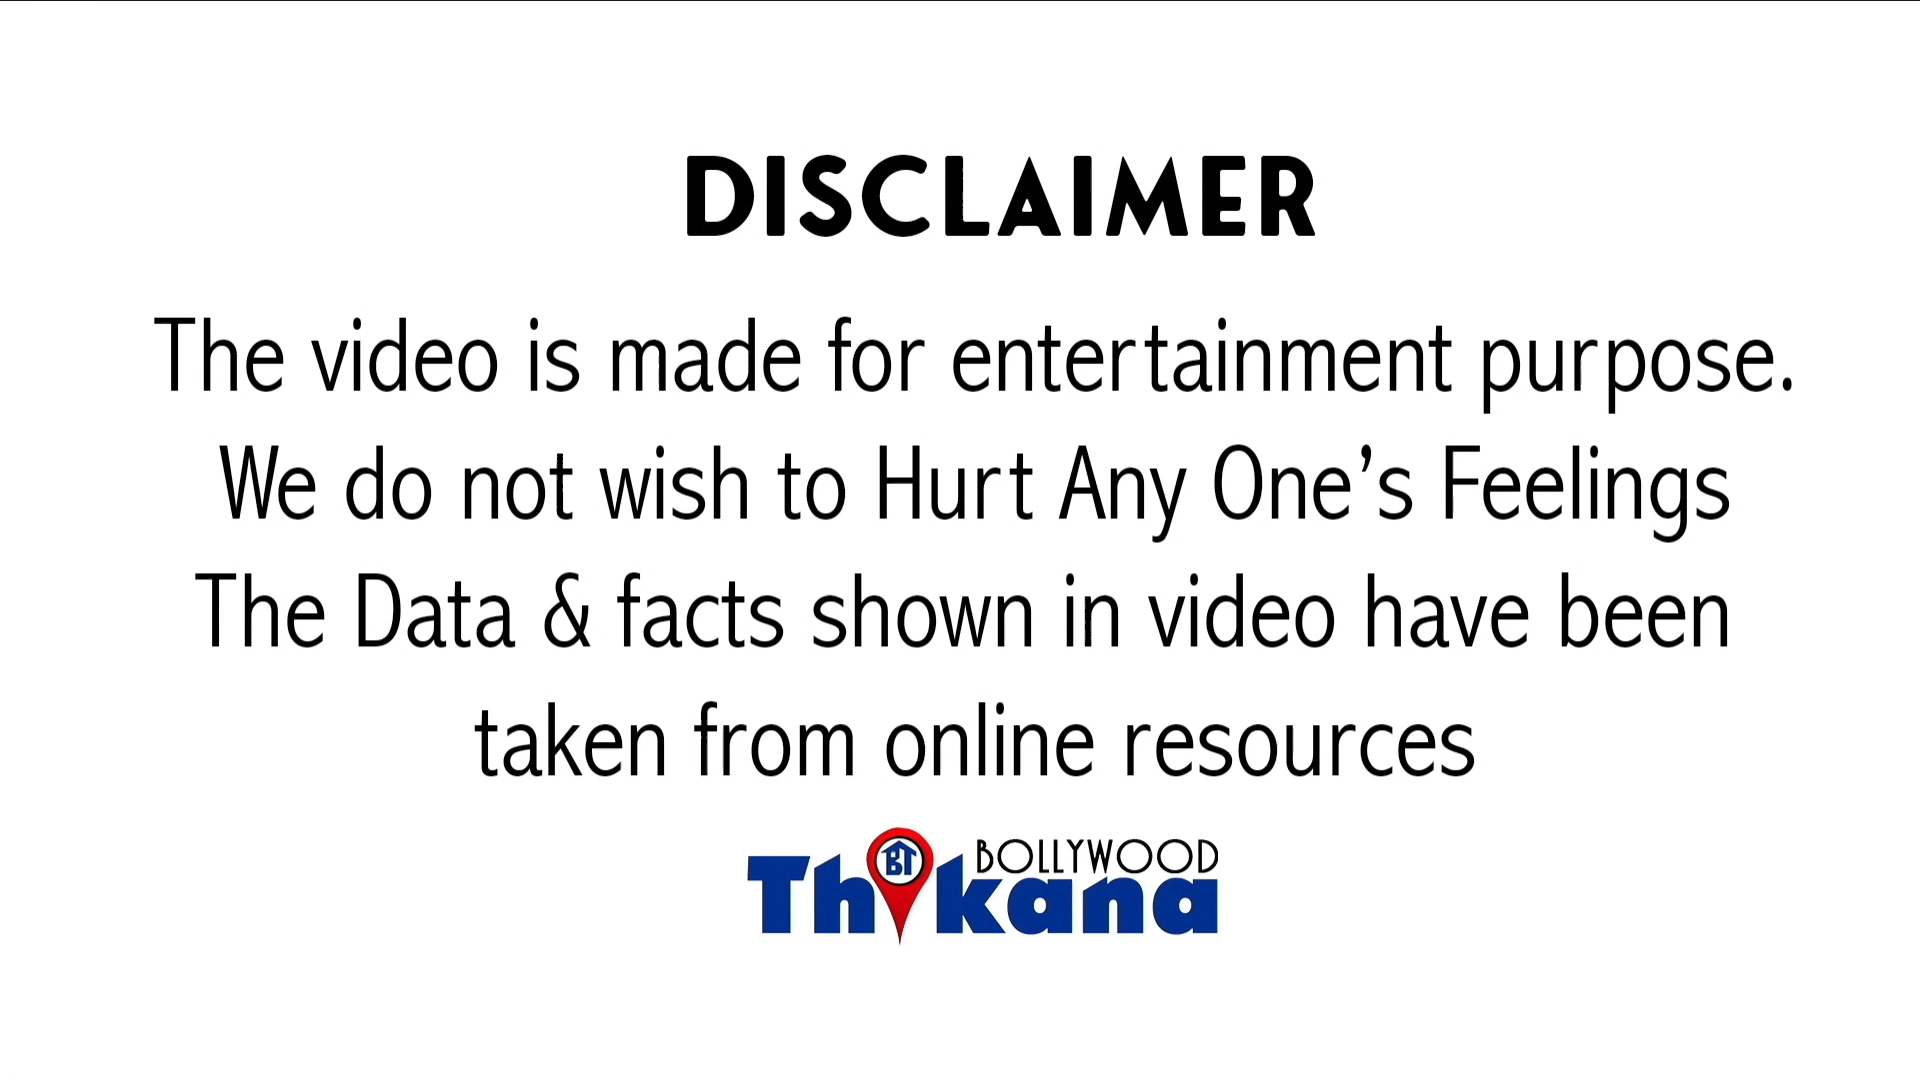 DISCLAIMER
The video is made for entertainment purpose.
We do not wish to Hurt Any One’s Feelings
The Data & facts shown in video have been
taken from online resources
BT BOLLYWOOD
Thikana